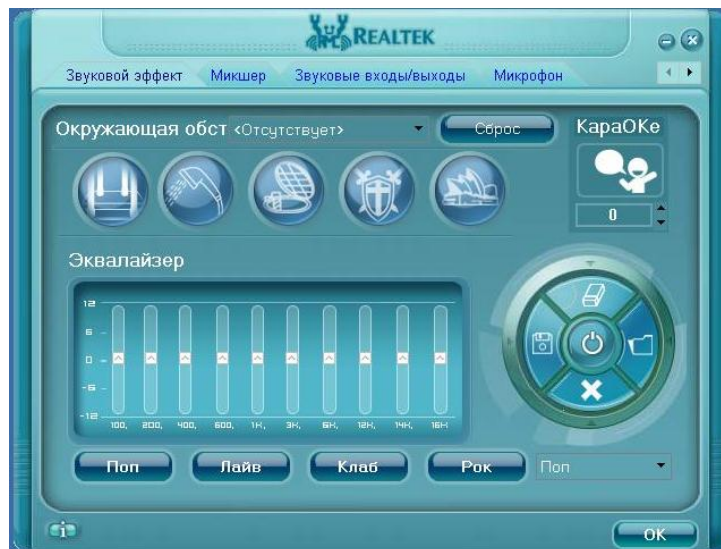 REALTEK
Звуковой эффект Микшер Звуковые входы/выходы Микрофон
Окружающая обст <Отсутствует> Сброс КараОКе
0
Эквалайзер
12
6
0
-6
-12
100, 200, 400, 600, 1K, 3K, 6K, 12K, 14K, 16K
Поп Лайв Клаб Рок Поп
OK